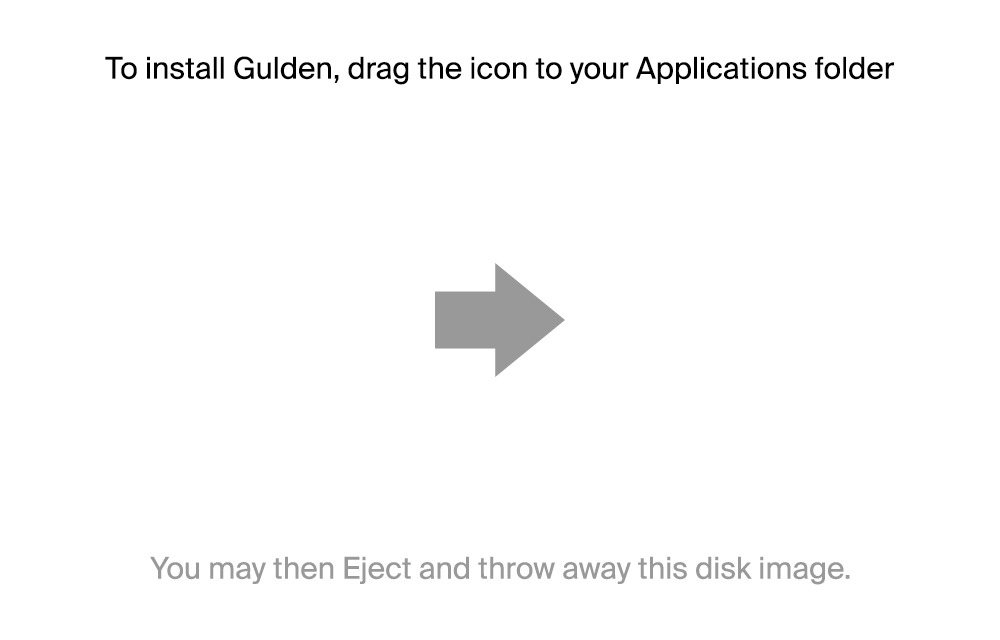 To install Gulden, drag the icon to your Applications folder
You may then Eject and throw away this disk image.